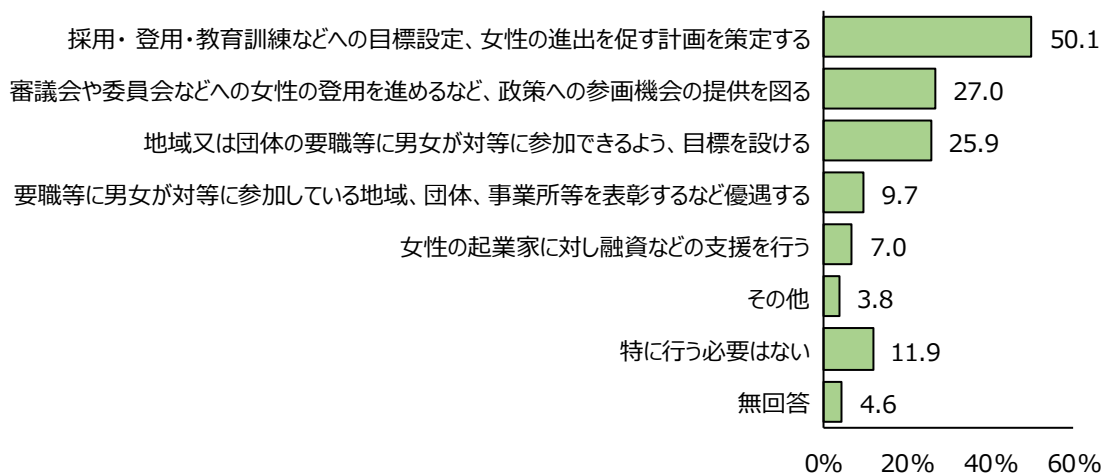 採用・ 登用・教育訓練などへの目標設定、女性の進出を促す計画を策定する 50.1
審議会や委員会などへの女性の登用を進めるなど、政策への参画機会の提供を図る 27.0
地域又は団体の要職等に男女が対等に参加できるよう、目標を設ける 25.9
要職等に男女が対等に参加している地域、団体、事業所等を表彰するなど優遇する 9.7
女性の起業家に対し融資などの支援を行う 7.0
その他 3.8
特に行う必要はない 11.9
無回答 4.6
0% 20% 40% 60%